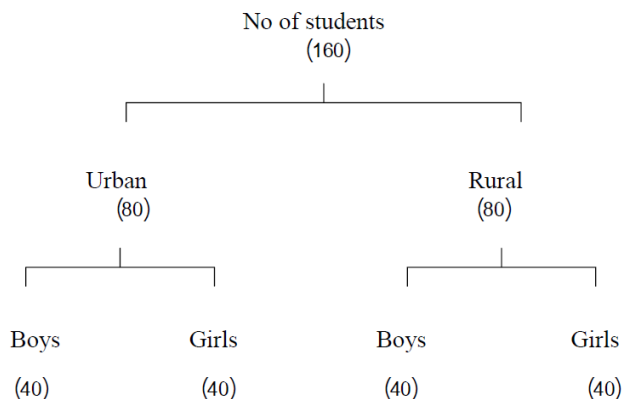 No of students
(160)
Urban Rural
(80) (80)
Boys Girls Boys Girls
(40) (40) (40) (40)